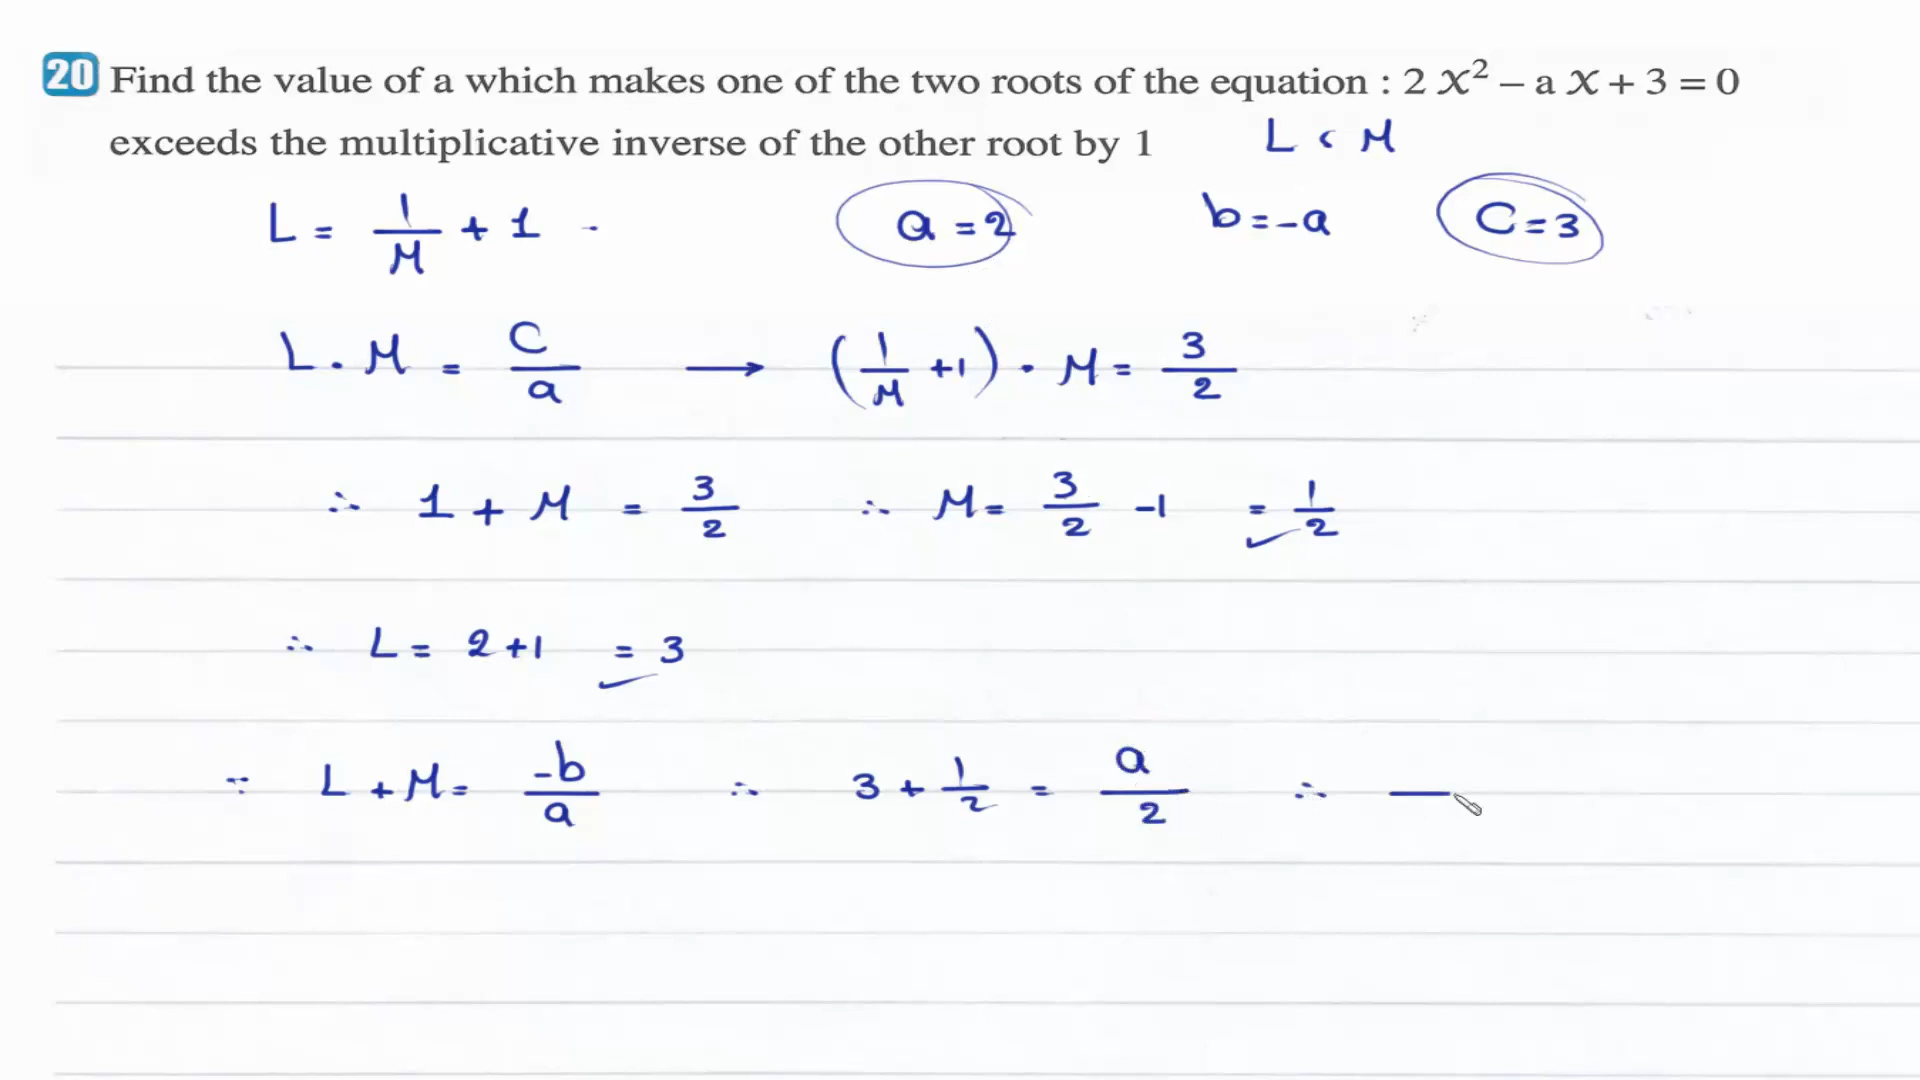 20 Find the value of a which makes one of the two roots of the equation : 2 x² – a x + 3 = 0
exceeds the multiplicative inverse of the other root by 1 L ، M
L = 1/M + 1 a = 2 b = -a C = 3
L . M = C/a → (1/M + 1) . M = 3/2
∴ 1 + M = 3/2 ∴ M = 3/2 - 1 = 1/2
∴ L = 2 + 1 = 3
∵ L + M = -b/a ∴ 3 + 1/2 = a/2 ∴